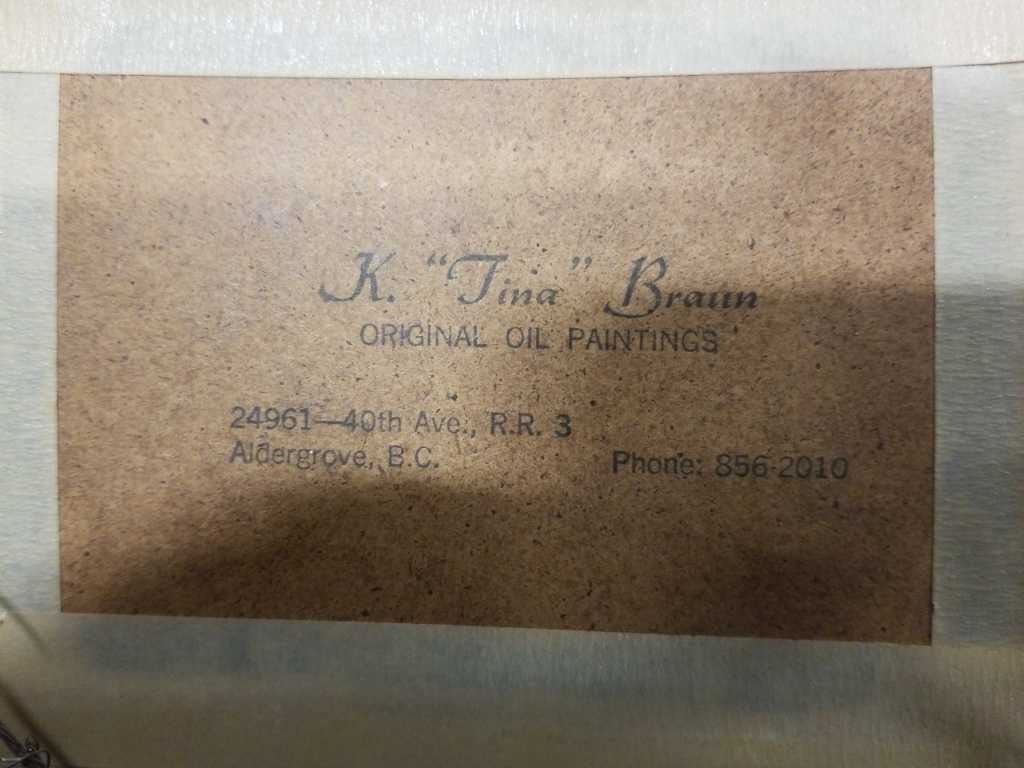 K. "Tina" Braun
ORIGINAL OIL PAINTINGS
24961—40th Ave., R.R. 3
Aldergrove, B.C.
Phone: 856-2010